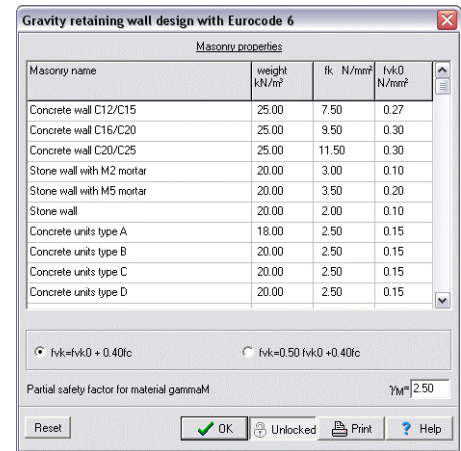 Gravity retaining wall design with Eurocode 6
Masonry properties
Masonry name weight kN/m³ fk N/mm² fvk0 N/mm²
Concrete wall C12/C15 25.00 7.50 0.27
Concrete wall C16/C20 25.00 9.50 0.30
Concrete wall C20/C25 25.00 11.50 0.30
Stone wall with M2 mortar 20.00 3.00 0.10
Stone wall with M5 mortar 20.00 3.50 0.20
Stone wall 20.00 2.00 0.10
Concrete units type A 18.00 2.50 0.15
Concrete units type B 20.00 2.50 0.15
Concrete units type C 20.00 2.50 0.15
Concrete units type D 20.00 2.50 0.15
fvk=fvk0 + 0.40fc fvk=0.50 fvk0 +0.40fc
Partial safety factor for material gammaM γM= 2.50
Reset OK Unlocked Print ? Help